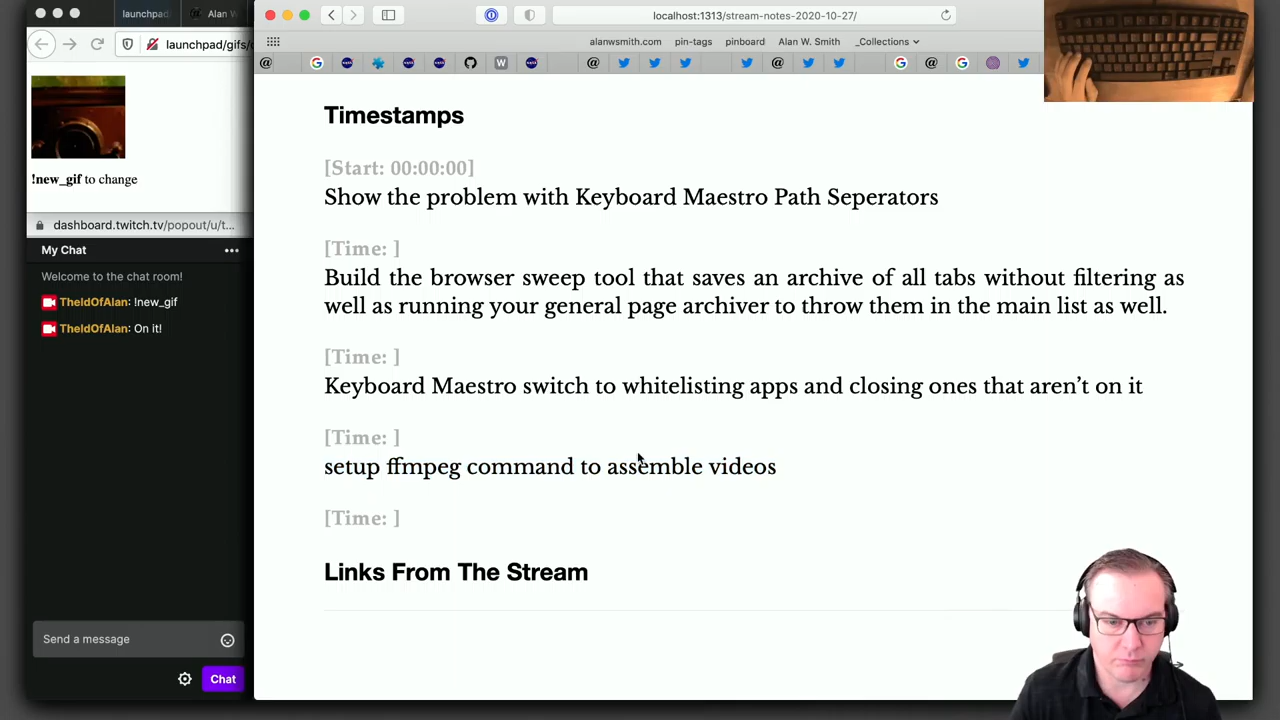 launchpad
Alan W
launchpad/gifs/
!new_gif to change
dashboard.twitch.tv/popout/u/t...
My Chat
Welcome to the chat room!
TheIdOfAlan: !new_gif
TheIdOfAlan: On it!
Send a message
Chat
localhost:1313/stream-notes-2020-10-27/
alanwsmith.com pin-tags pinboard Alan W. Smith _Collections
Timestamps
[Start: 00:00:00]
Show the problem with Keyboard Maestro Path Seperators
[Time: ]
Build the browser sweep tool that saves an archive of all tabs without filtering as
well as running your general page archiver to throw them in the main list as well.
[Time: ]
Keyboard Maestro switch to whitelisting apps and closing ones that aren’t on it
[Time: ]
setup ffmpeg command to assemble videos
[Time: ]
Links From The Stream